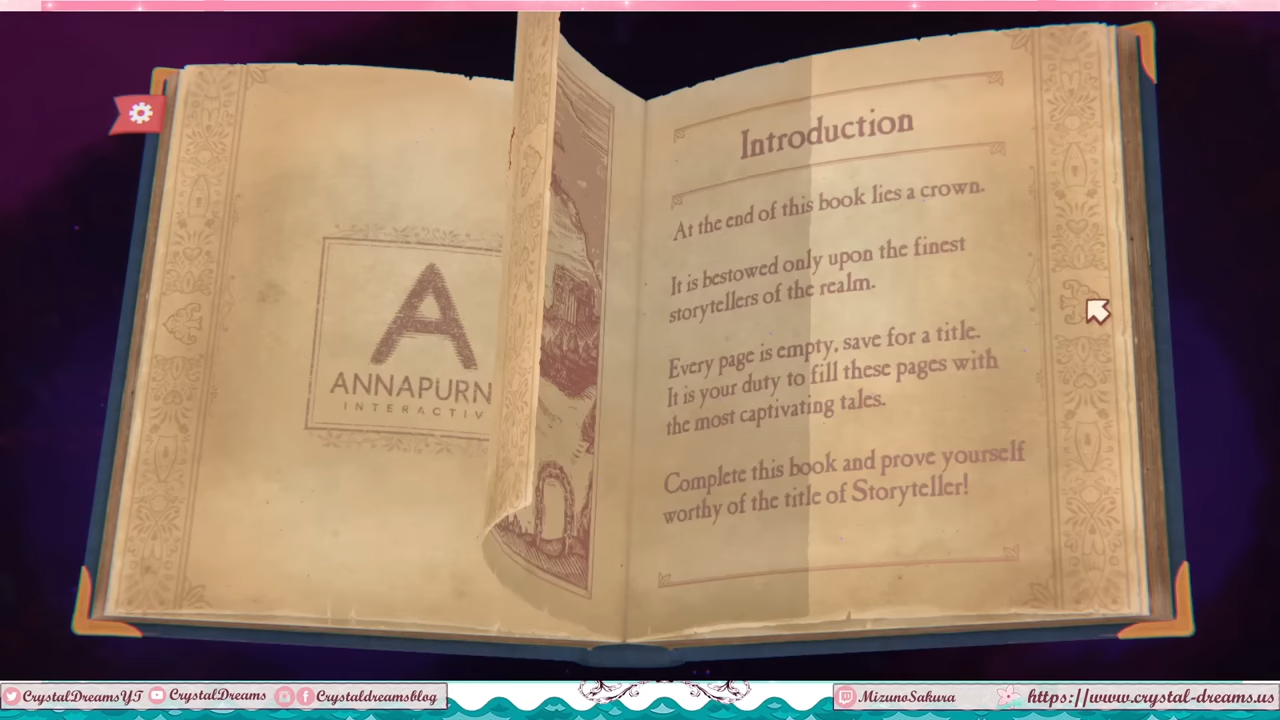 A
ANNAPURN
INTERACTIV
Introduction
At the end of this book lies a crown.
It is bestowed only upon the finest
storytellers of the realm.
Every page is empty, save for a title.
It is your duty to fill these pages with
the most captivating tales.
Complete this book and prove yourself
worthy of the title of Storyteller!
CrystalDreamsYT CrystalDreams Crystaldreamsblog MizunoSakura https://www.crystal-dreams.us